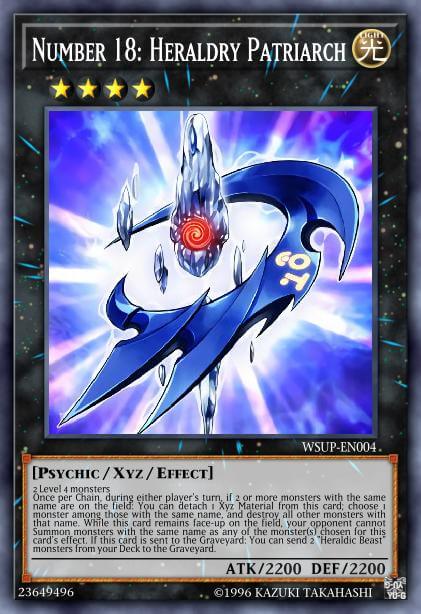 NUMBER 18: HERALDRY PATRIARCH
LIGHT
光
WSUP-EN004
[PSYCHIC / XYZ / EFFECT]
2 Level 4 monsters
Once per Chain, during either player's turn, if 2 or more monsters with the same
name are on the field: You can detach 1 Xyz Material from this card; choose 1
monster among those with the same name, and destroy all other monsters with
that name. While this card remains face-up on the field, your opponent cannot
Summon monsters with the same name as any of the monster(s) chosen for this
card's effect. If this card is sent to the Graveyard: You can send 2 "Heraldic Beast"
monsters from your Deck to the Graveyard.
ATK/2200 DEF/2200
23649496
©1996 KAZUKI TAKAHASHI